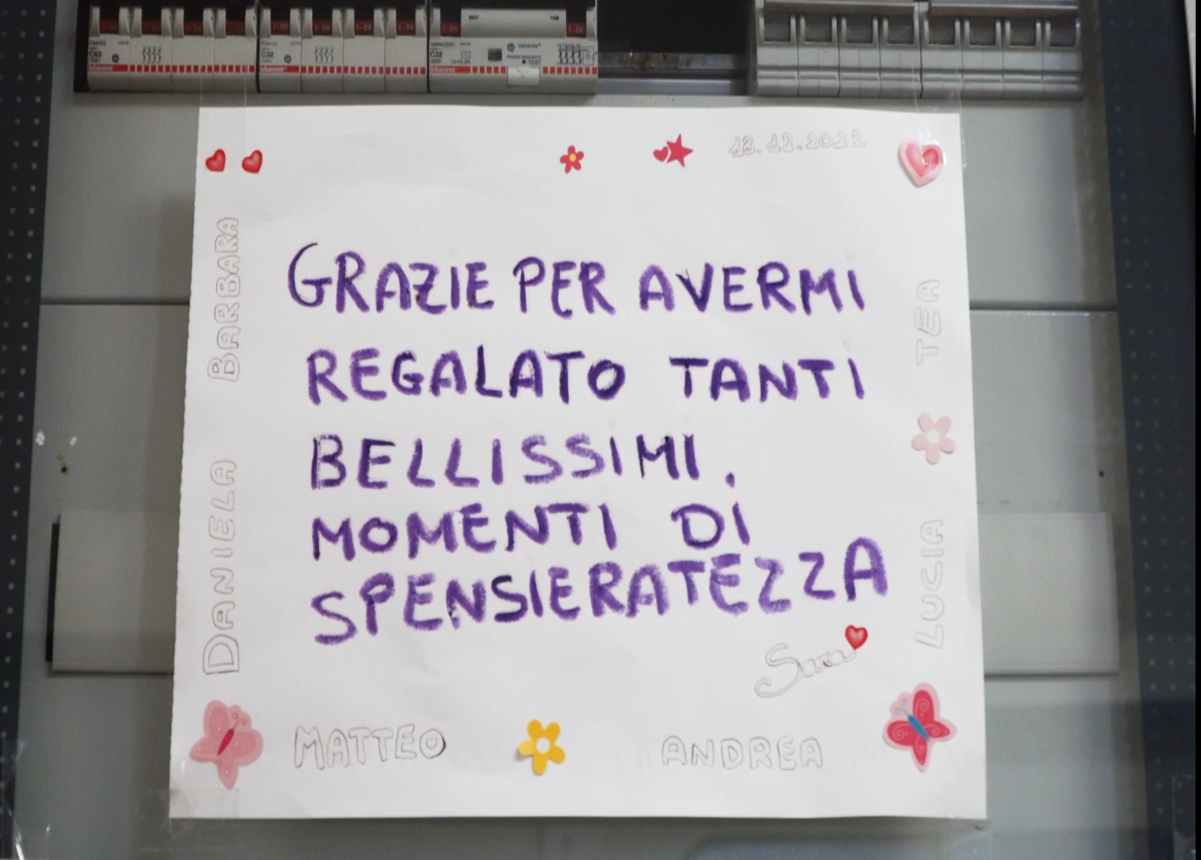 13.12.2022
GRAZIE PER AVERMI
REGALATO TANTI
BELLISSIMI.
MOMENTI DI
SPENSIERATEZZA
Sara
BARBARA
DANIELA
TEA
LUCIA
MATTEO
ANDREA